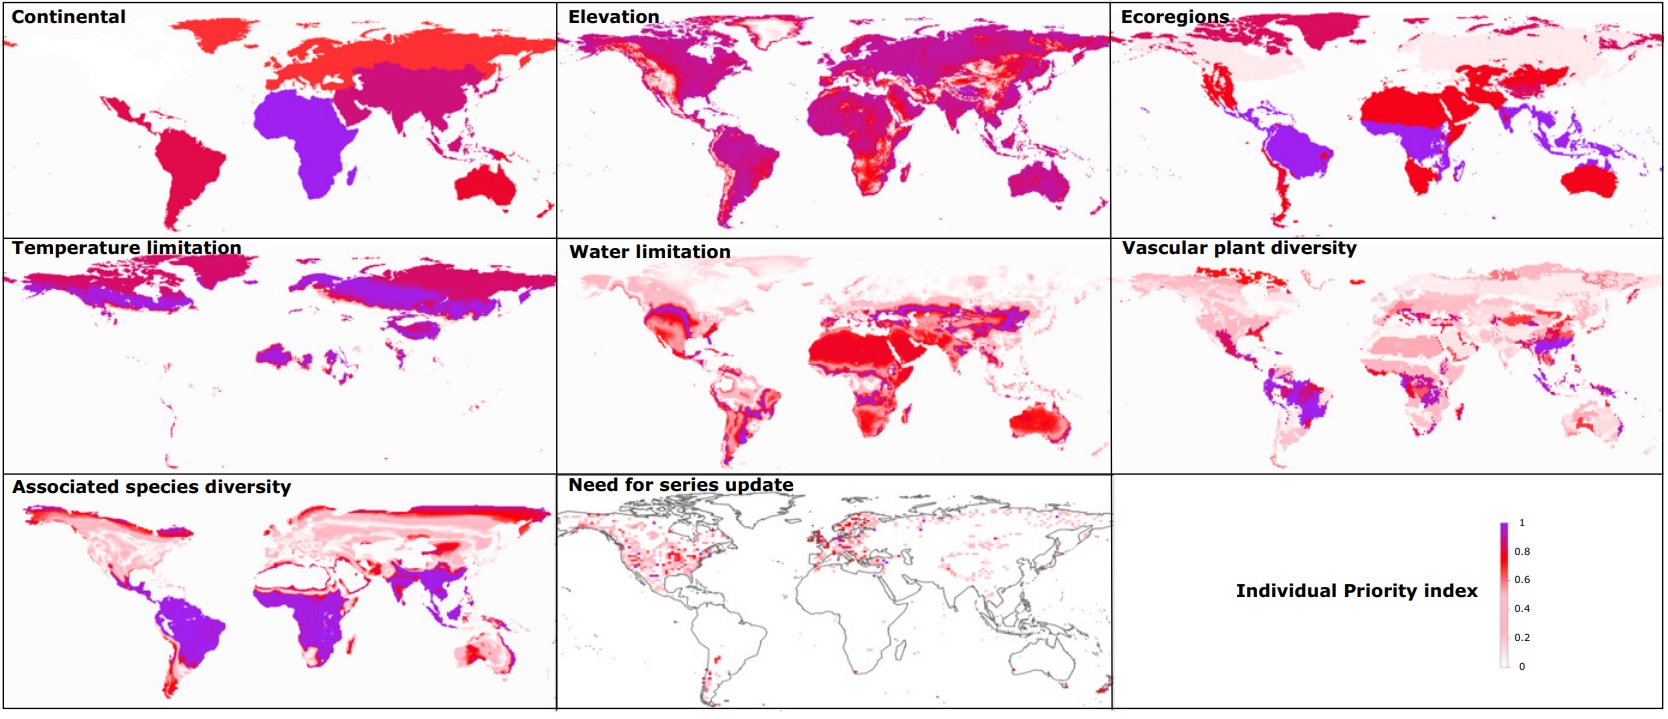 Continental
Elevation
Ecoregions
Temperature limitation
Water limitation
Vascular plant diversity
Associated species diversity
Need for series update
Individual Priority index
1
0.8
0.6
0.4
0.2
0